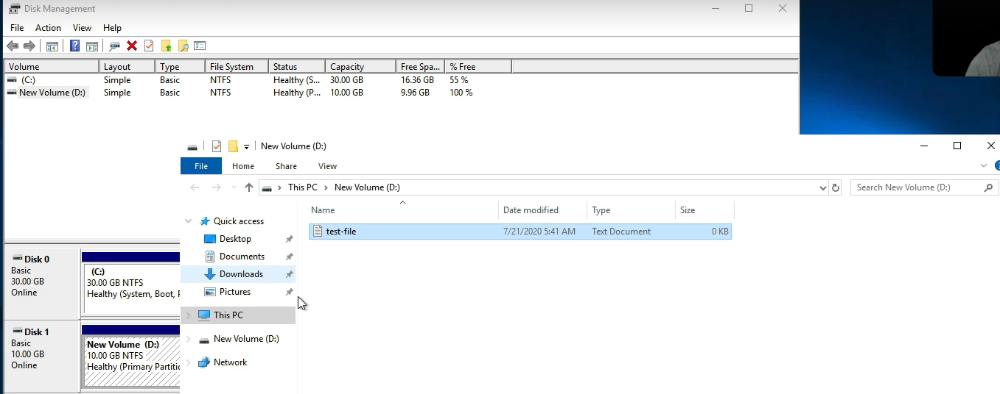 Disk Management
File Action View Help
Volume Layout Type File System Status Capacity Free Spa... % Free
(C:) Simple Basic NTFS Healthy (S... 30.00 GB 16.36 GB 55 %
New Volume (D:) Simple Basic NTFS Healthy (P... 10.00 GB 9.96 GB 100 %
New Volume (D:)
File Home Share View
This PC › New Volume (D:)
Search New Volume (D:)
Name Date modified Type Size
test-file 7/21/2020 5:41 AM Text Document 0 KB
Quick access
Desktop
Documents
Downloads
Pictures
This PC
New Volume (D:)
Network
Disk 0
Basic
30.00 GB
Online
(C:)
30.00 GB NTFS
Healthy (System, Boot,
Disk 1
Basic
10.00 GB
Online
New Volume (D:)
10.00 GB NTFS
Healthy (Primary Partitic